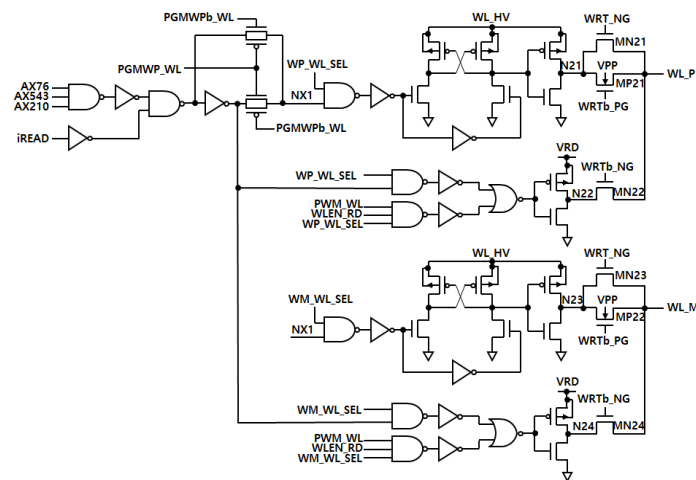 PGMWPb_WL
WL_HV
WRT_NG
MN21
WP_WL_SEL
N21
VPP
WL_P
PGMWP_WL
MP21
AX76
AX543
AX210
NX1
WRTb_PG
PGMWPb_WL
iREAD
VRD
WRTb_NG
WP_WL_SEL
MN22
N22
PWM_WL
WLEN_RD
WP_WL_SEL
WL_HV
WRT_NG
MN23
WM_WL_SEL
N23
VPP
WL_M
MP22
NX1
WRTb_PG
VRD
WRTb_NG
WM_WL_SEL
N24
MN24
PWM_WL
WLEN_RD
WM_WL_SEL